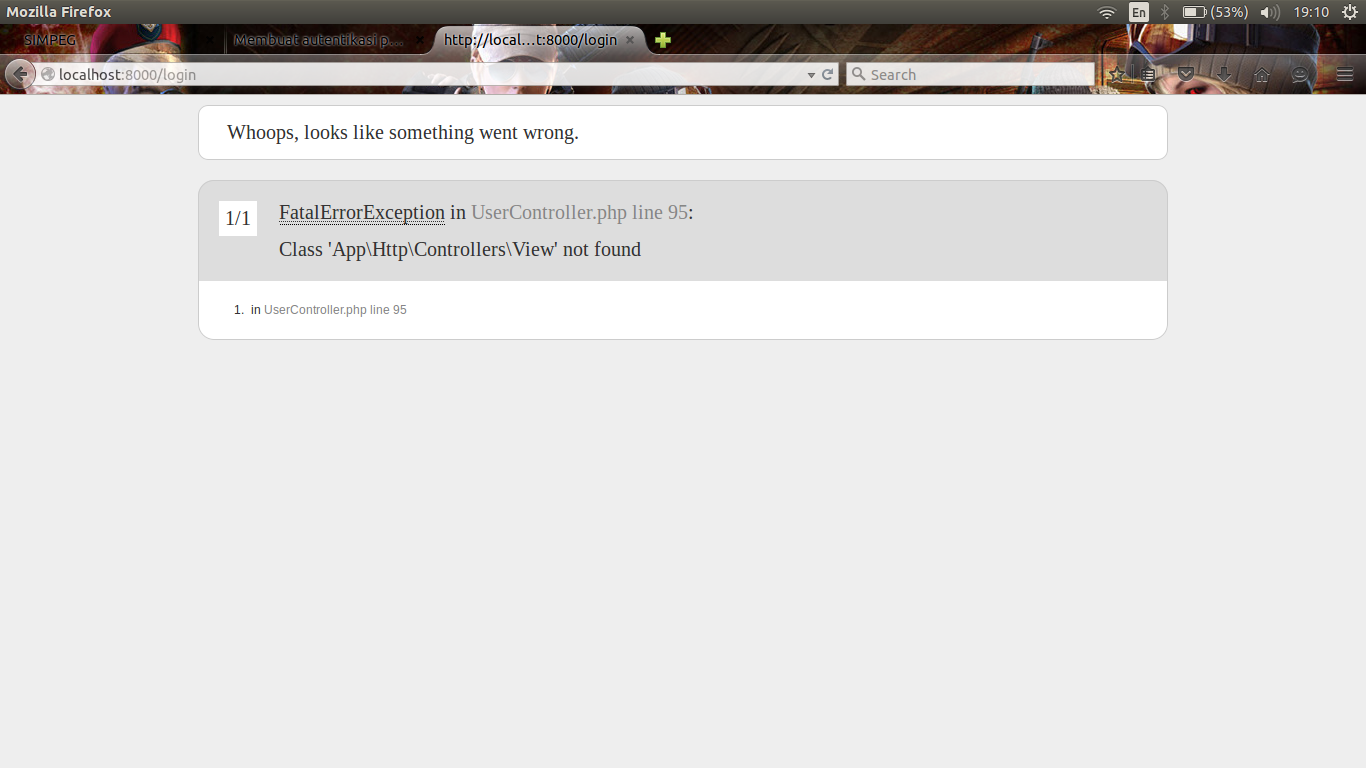 Mozilla Firefox
En
(53%)
19:10
SIMPEG
Membuat autentikasi p...
http://local...t:8000/login
localhost:8000/login
Search
Whoops, looks like something went wrong.
1/1
FatalErrorException in UserController.php line 95:
Class 'App\Http\Controllers\View' not found
1. in UserController.php line 95